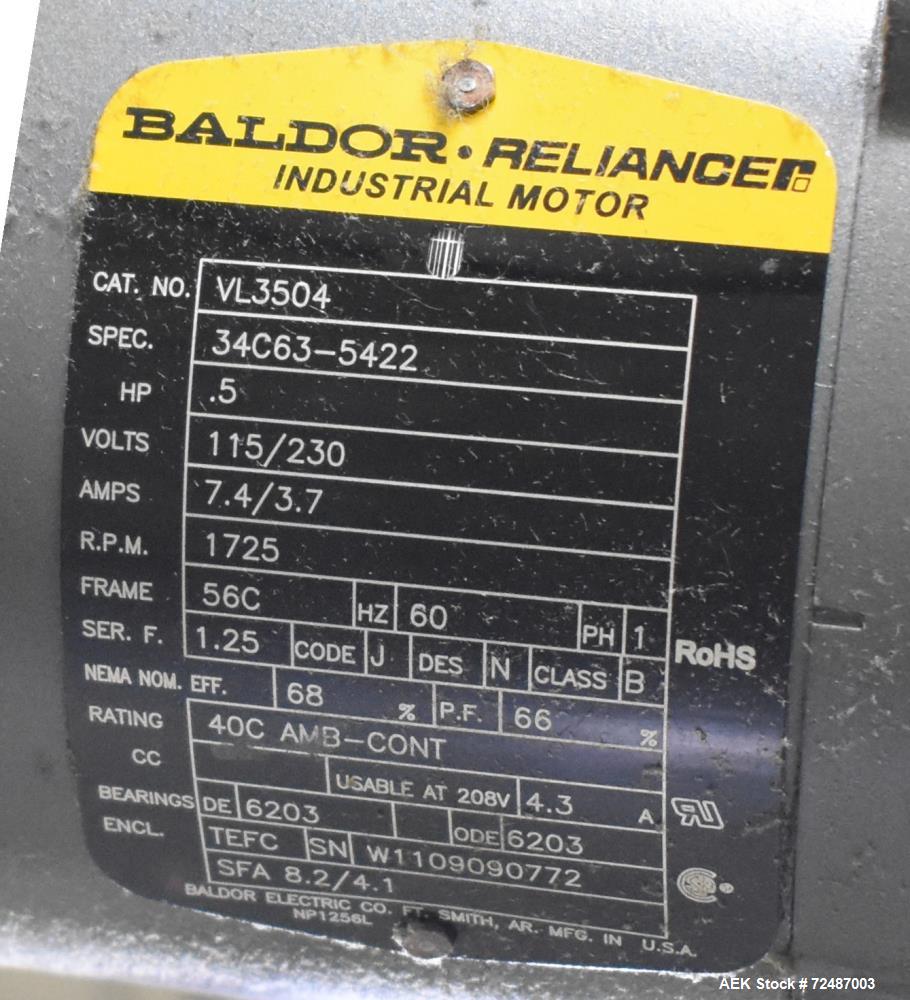 BALDOR • RELIANCER
INDUSTRIAL MOTOR
CAT. NO. VL3504
SPEC. 34C63-5422
HP .5
VOLTS 115/230
AMPS 7.4/3.7
R.P.M. 1725
FRAME 56C HZ 60 PH 1
SER. F. 1.25 CODE J DES N CLASS B
RoHS
NEMA NOM. EFF. 68 % P.F. 66 %
RATING 40C AMB-CONT
CC USABLE AT 208V 4.3 A
BEARINGS DE 6203 ODE 6203
ENCL. TEFC SN W1109090772
SFA 8.2/4.1
BALDOR ELECTRIC CO. FT. SMITH, AR. MFG. IN U.S.A.
NP1256L
AEK Stock # 72487003